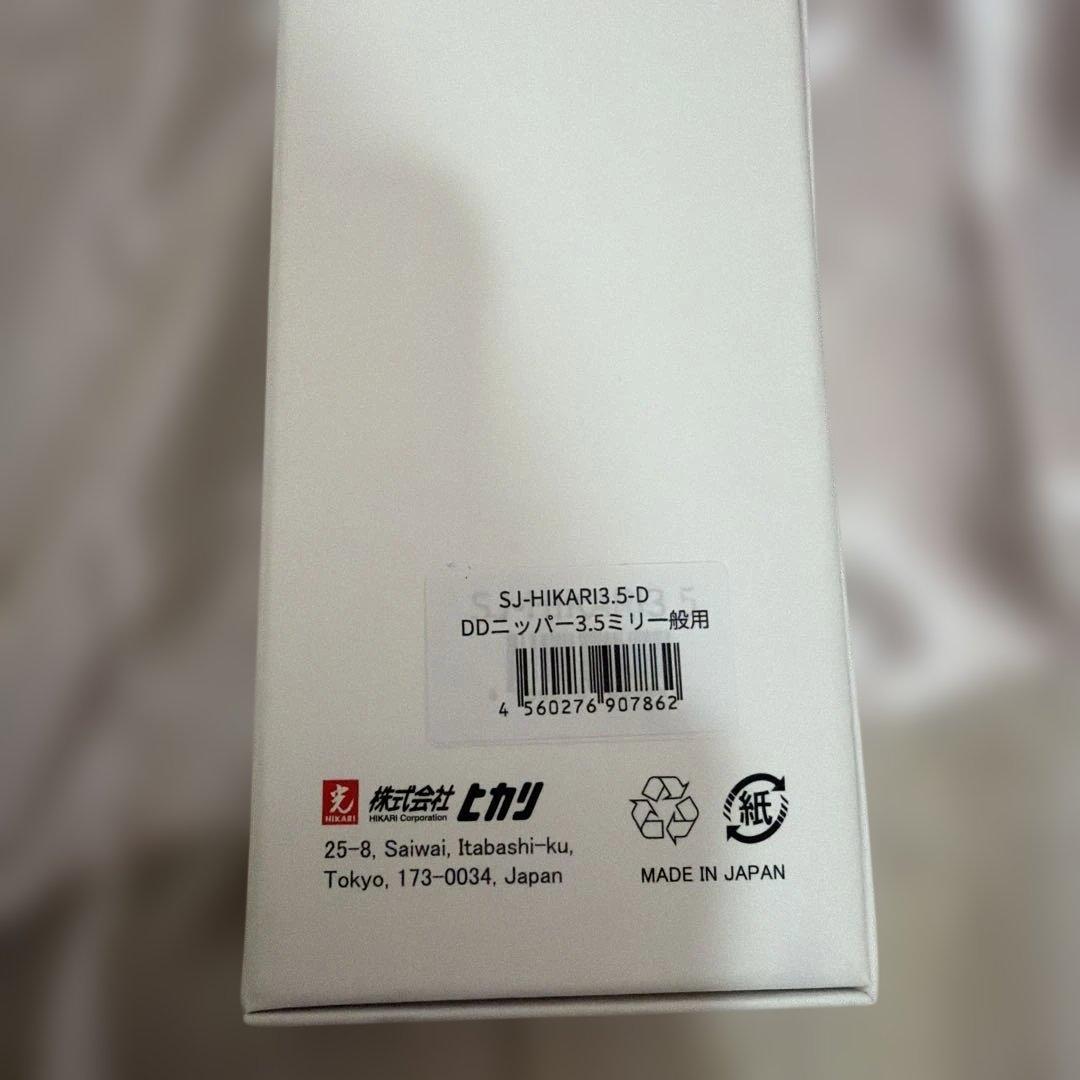 SJ-HIKARI3.5-D
DDニッパー3.5ミリ一般用
4 560276 907862
光 HIKARI 株式会社 ヒカリ
HIKARI Corporation
25-8, Saiwai, Itabashi-ku,
Tokyo, 173-0034, Japan
紙
MADE IN JAPAN